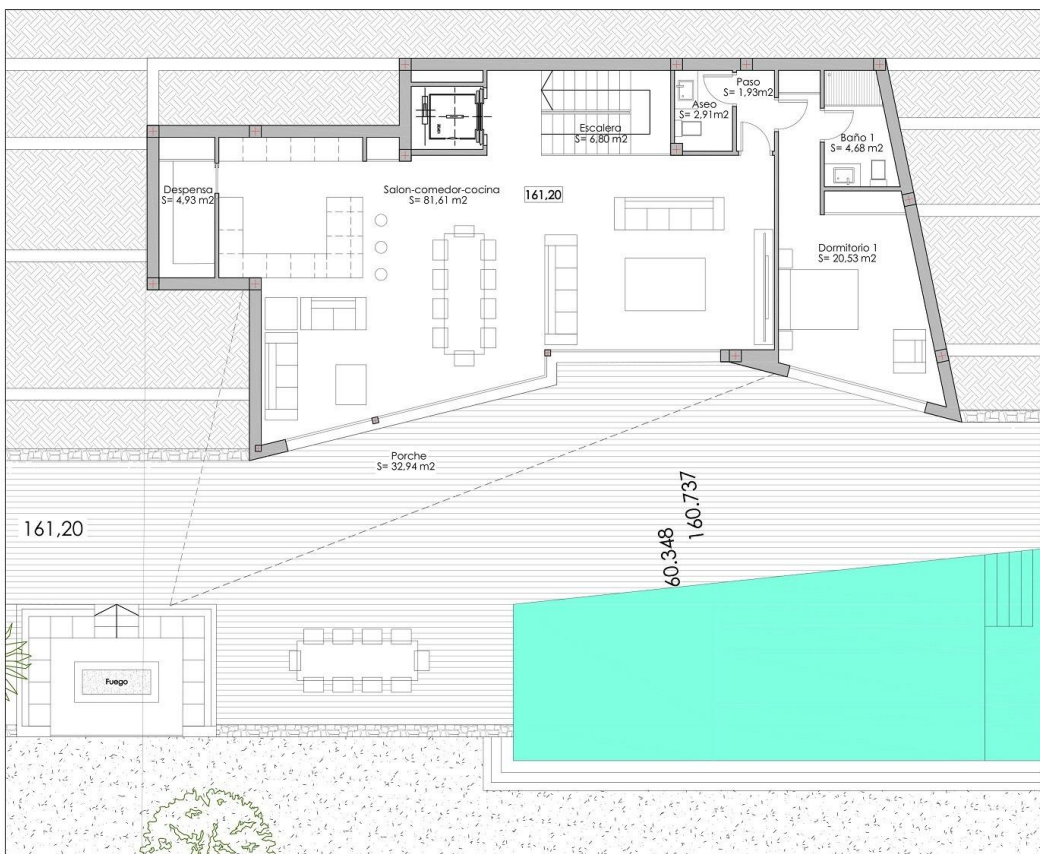 Paso
S= 1,93m2
Aseo
S= 2,91m2
Escalera
S= 6,80 m2
Baño 1
S= 4,68 m2
Despensa
S= 4,93 m2
Salon-comedor-cocina
S= 81,61 m2
161,20
Dormitorio 1
S= 20,53 m2
Porche
S= 32,94 m2
161,20
60.348
160.737
Fuego